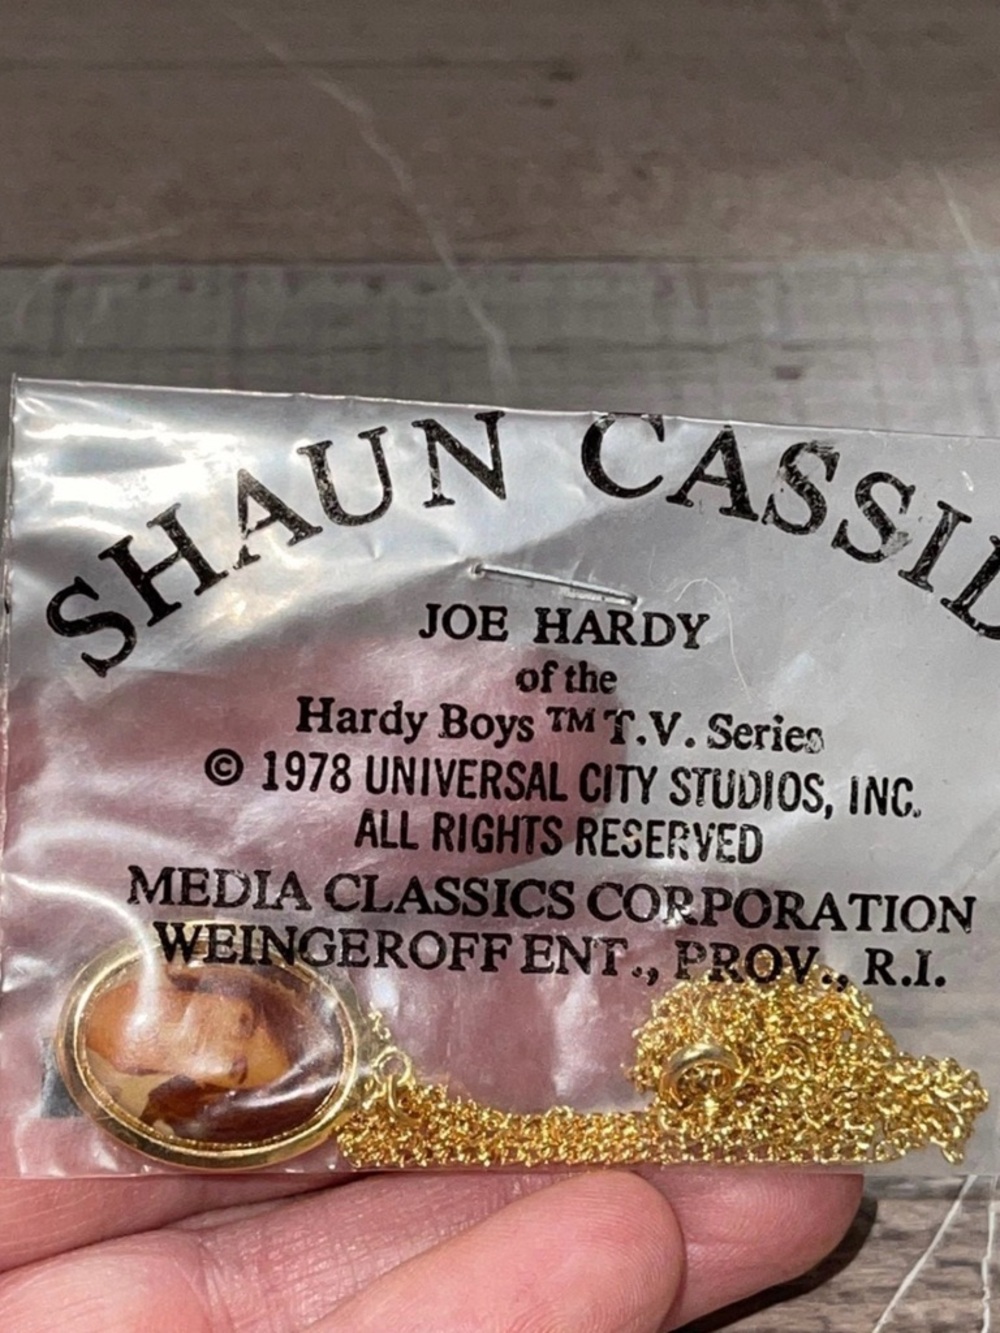 SHAUN CASSID
JOE HARDY
of the
Hardy Boys ™ T.V. Series
© 1978 UNIVERSAL CITY STUDIOS, INC.
ALL RIGHTS RESERVED
MEDIA CLASSICS CORPORATION
WEINGEROFF ENT., PROV., R.I.